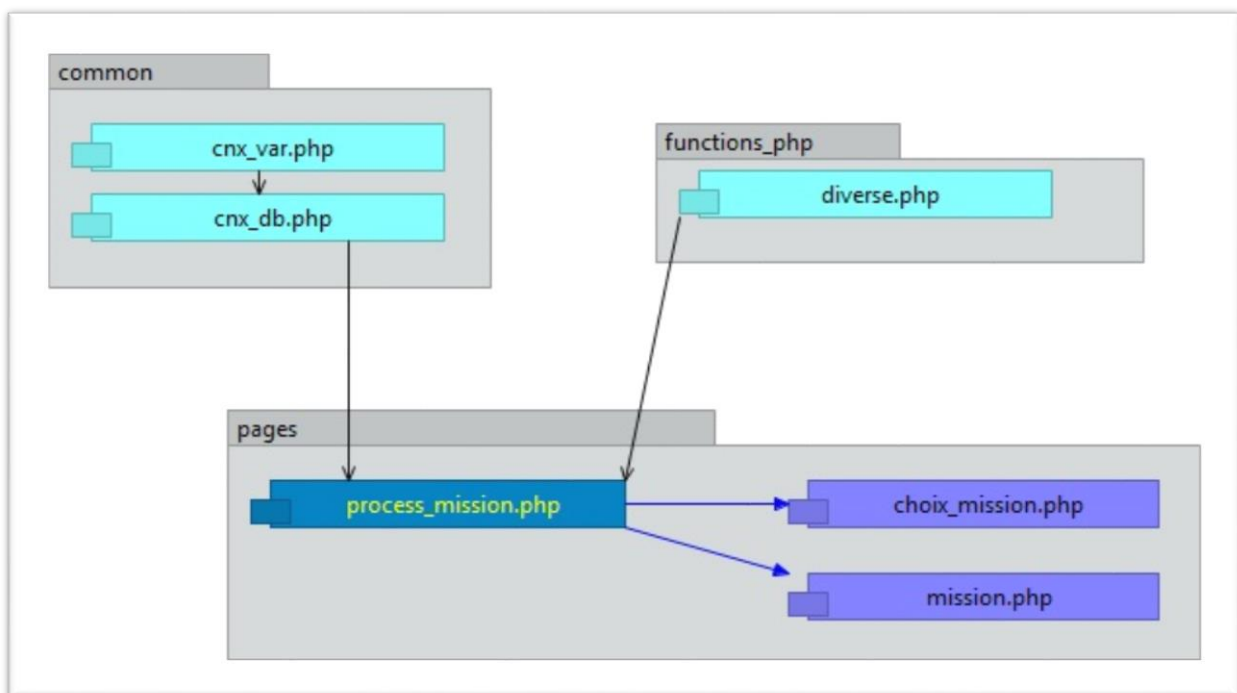 common
cnx_var.php
cnx_db.php
functions_php
diverse.php
pages
process_mission.php
choix_mission.php
mission.php